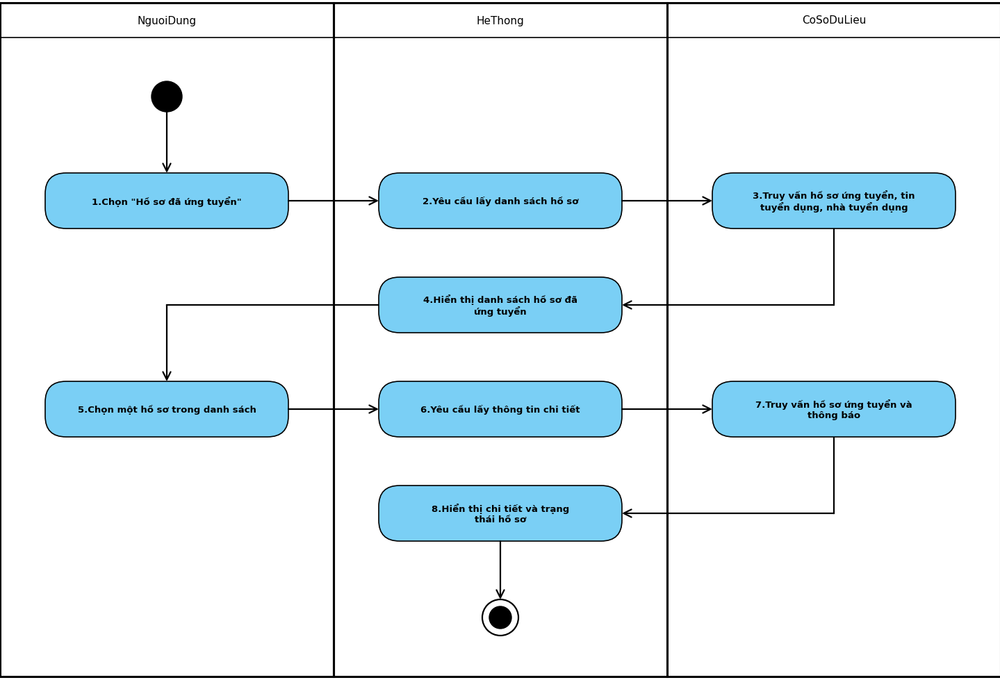 NguoiDung
HeThong
CoSoDuLieu
1.Chọn "Hồ sơ đã ứng tuyển"
2.Yêu cầu lấy danh sách hồ sơ
3.Truy vấn hồ sơ ứng tuyển, tin
tuyển dụng, nhà tuyển dụng
4.Hiển thị danh sách hồ sơ đã
ứng tuyển
5.Chọn một hồ sơ trong danh sách
6.Yêu cầu lấy thông tin chi tiết
7.Truy vấn hồ sơ ứng tuyển và
thông báo
8.Hiển thị chi tiết và trạng
thái hồ sơ